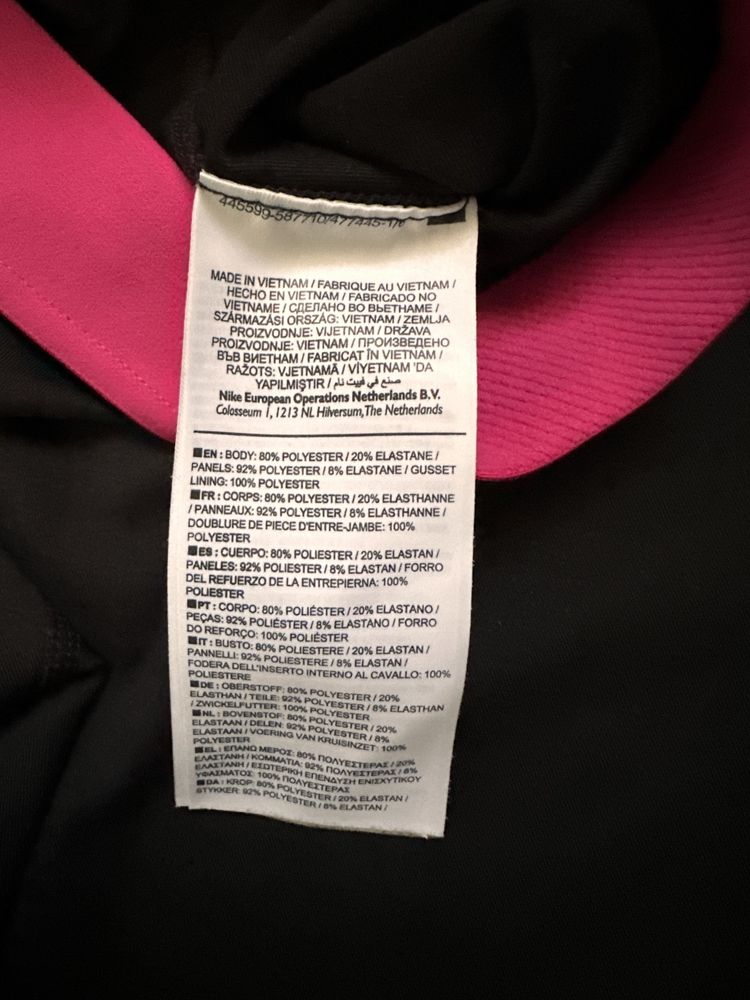 445599-587710/477445-1/6
MADE IN VIETNAM / FABRIQUE AU VIETNAM /
HECHO EN VIETNAM / FABRICADO NO
VIETNAME / СДЕЛАНО ВО ВЬЕТНАМЕ /
SZÁRMAZÁSI ORSZÁG: VIETNAM / ZEMLJA
PROIZVODNJE: VIJETNAM / DRŽAVA
PROIZVODNJE: VIETNAM / ПРОИЗВЕДЕНО
ВЪВ ВИЕТНАМ / FABRICAT ÎN VIETNAM /
RAŽOTS: VJETNAMĀ / VİYETNAM 'DA
YAPILMIŞTIR / صنع في فييت نام
Nike European Operations Netherlands B.V.
Colosseum 1, 1213 NL Hilversum, The Netherlands
EN : BODY: 80% POLYESTER / 20% ELASTANE /
PANELS: 92% POLYESTER / 8% ELASTANE / GUSSET
LINING: 100% POLYESTER
FR : CORPS: 80% POLYESTER / 20% ELASTHANNE
/ PANNEAUX: 92% POLYESTER / 8% ELASTHANNE /
DOUBLURE DE PIECE D'ENTRE-JAMBE: 100%
POLYESTER
ES : CUERPO: 80% POLIESTER / 20% ELASTAN /
PANELES: 92% POLIESTER / 8% ELASTAN / FORRO
DEL REFUERZO DE LA ENTREPIERNA: 100%
POLIESTER
PT : CORPO: 80% POLIÉSTER / 20% ELASTANO /
PEÇAS: 92% POLIÉSTER / 8% ELASTANO / FORRO
DO REFORÇO: 100% POLIÉSTER
IT : BUSTO: 80% POLIESTERE / 20% ELASTAN /
PANNELLI: 92% POLIESTERE / 8% ELASTAN /
FODERA DELL'INSERTO INTERNO AL CAVALLO: 100%
POLIESTERE
DE : OBERSTOFF: 80% POLYESTER / 20%
ELASTHAN / TEILE: 92% POLYESTER / 8% ELASTHAN
/ ZWICKELFUTTER: 100% POLYESTER
NL : BOVENSTOF: 80% POLYESTER / 20%
ELASTAAN / DELEN: 92% POLYESTER / 8%
ELASTAAN / VOERING VAN KRUISINZET: 100%
POLYESTER
EL : ΕΠΑΝΩ ΜΕΡΟΣ: 80% ΠΟΛΥΕΣΤΕΡΑΣ / 20%
ΕΛΑΣΤΑΝΗ / ΚΟΜΜΑΤΙΑ: 92% ΠΟΛΥΕΣΤΕΡΑΣ / 8%
ΕΛΑΣΤΑΝΗ / ΕΣΩΤΕΡΙΚΗ ΕΠΕΝΔΥΣΗ ΕΝΙΣΧΥΤΙΚΟΥ
ΥΦΑΣΜΑΤΟΣ: 100% ΠΟΛΥΕΣΤΕΡΑΣ
DA : KROP: 80% POLYESTER / 20% ELASTAN /
STYKKER: 92% POLYESTER / 8% ELASTAN /